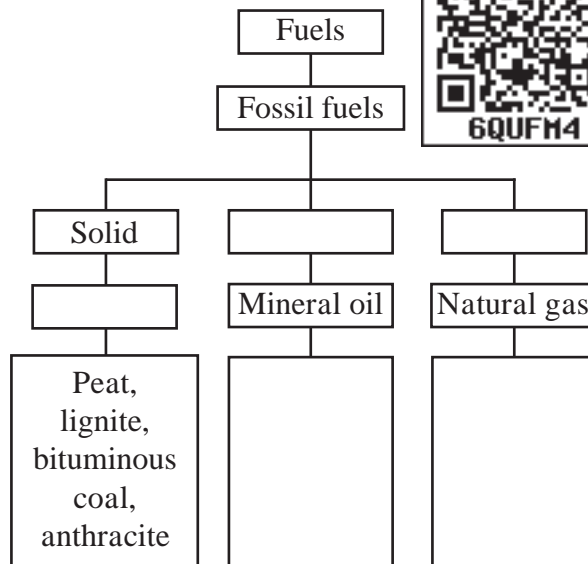 Fuels
Fossil fuels
6QUFM4
Solid
Mineral oil
Natural gas
Peat,
lignite,
bituminous
coal,
anthracite